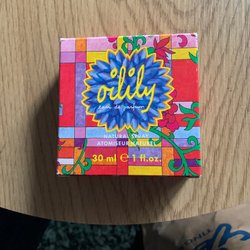 oilily
eau de parfum
NATURAL SPRAY
ATOMISEUR NATUREL
30 ml e 1 fl.oz.